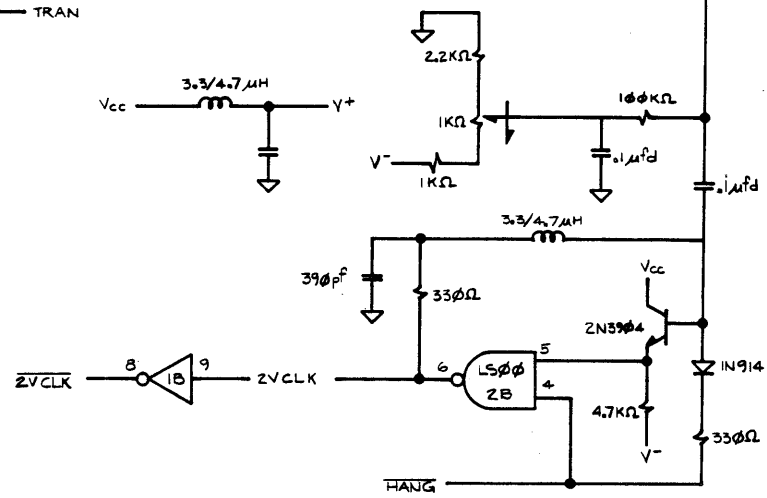 TRAN
2.2KΩ
3.3/4.7μH
Vcc
V+
1KΩ
100KΩ
V-
1KΩ
.1μfd
.1μfd
3.3/4.7μH
390pf
330Ω
Vcc
2N3904
8
1B
9
2VCLK
2VCLK
6
LS00
2B
5
4
1N914
4.7KΩ
330Ω
V-
HANG